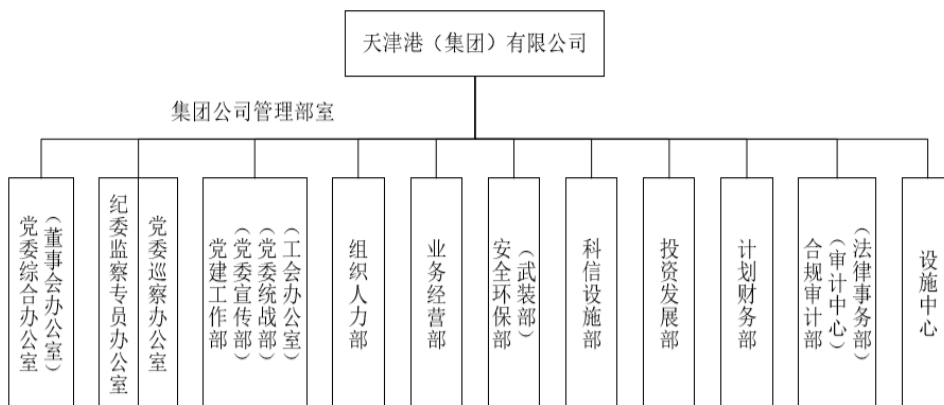 天津港（集团）有限公司
集团公司管理部室
党委综合办公室
（董事会办公室）
纪委监察专员办公室
党委巡察办公室
党建工作部
（党委宣传部）
（党委统战部）
（工会办公室）
组织人力部
业务经营部
安全环保部
（武装部）
科信设施部
投资发展部
计划财务部
合规审计部
（审计中心）
（法律事务部）
设施中心